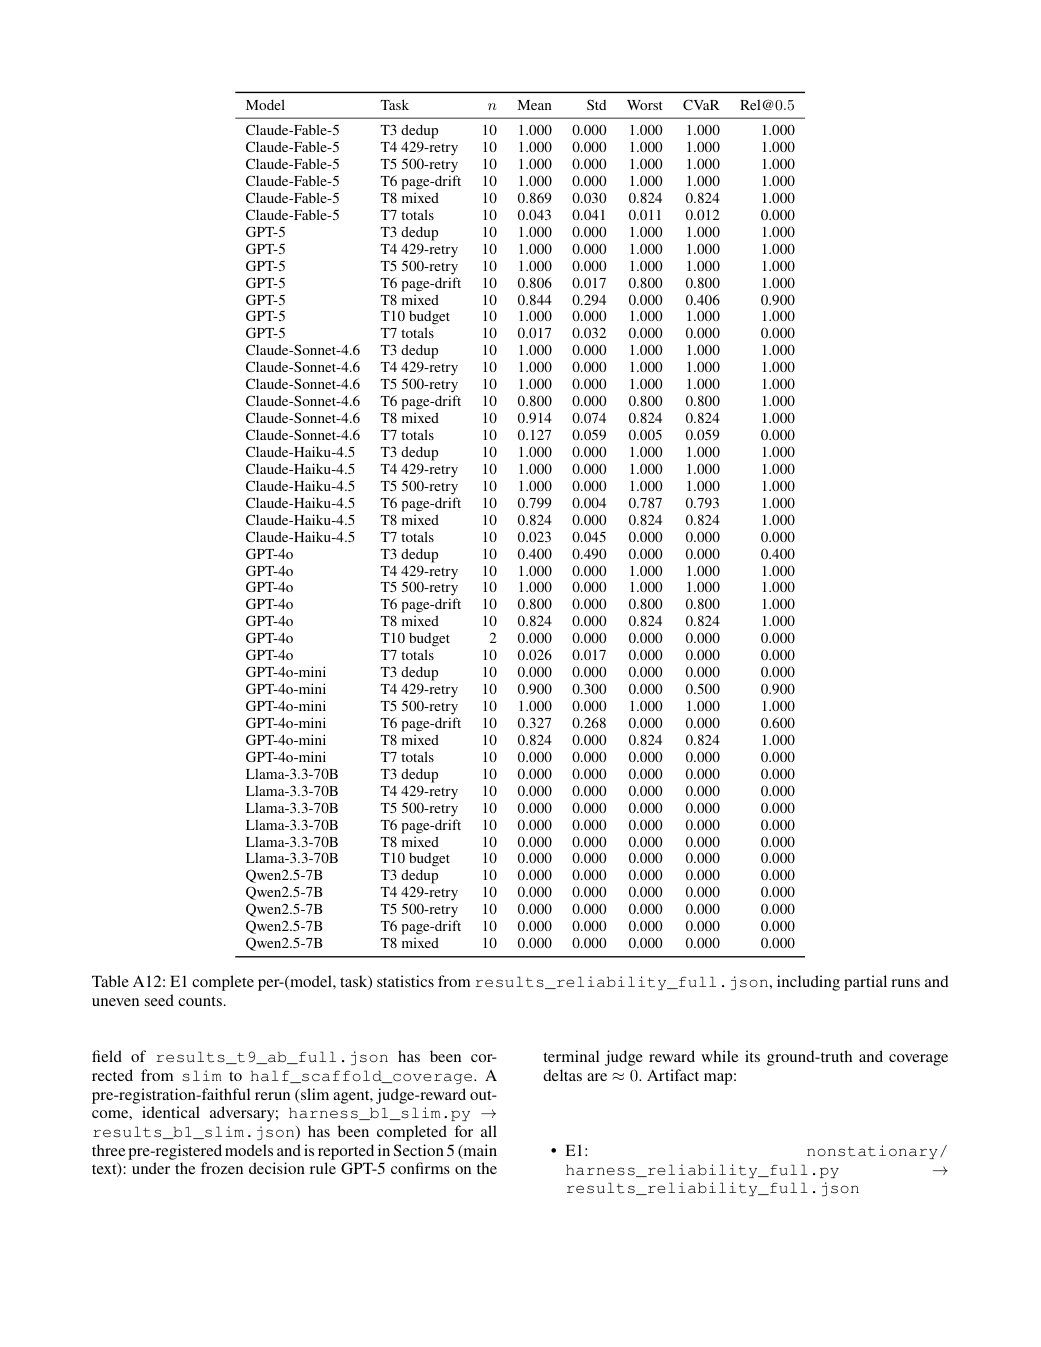 Model Task n Mean Std Worst CVaR Rel@0.5
Claude-Fable-5 T3 dedup 10 1.000 0.000 1.000 1.000 1.000
Claude-Fable-5 T4 429-retry 10 1.000 0.000 1.000 1.000 1.000
Claude-Fable-5 T5 500-retry 10 1.000 0.000 1.000 1.000 1.000
Claude-Fable-5 T6 page-drift 10 1.000 0.000 1.000 1.000 1.000
Claude-Fable-5 T8 mixed 10 0.869 0.030 0.824 0.824 1.000
Claude-Fable-5 T7 totals 10 0.043 0.041 0.011 0.012 0.000
GPT-5 T3 dedup 10 1.000 0.000 1.000 1.000 1.000
GPT-5 T4 429-retry 10 1.000 0.000 1.000 1.000 1.000
GPT-5 T5 500-retry 10 1.000 0.000 1.000 1.000 1.000
GPT-5 T6 page-drift 10 0.806 0.017 0.800 0.800 1.000
GPT-5 T8 mixed 10 0.844 0.294 0.000 0.406 0.900
GPT-5 T10 budget 10 1.000 0.000 1.000 1.000 1.000
GPT-5 T7 totals 10 0.017 0.032 0.000 0.000 0.000
Claude-Sonnet-4.6 T3 dedup 10 1.000 0.000 1.000 1.000 1.000
Claude-Sonnet-4.6 T4 429-retry 10 1.000 0.000 1.000 1.000 1.000
Claude-Sonnet-4.6 T5 500-retry 10 1.000 0.000 1.000 1.000 1.000
Claude-Sonnet-4.6 T6 page-drift 10 0.800 0.000 0.800 0.800 1.000
Claude-Sonnet-4.6 T8 mixed 10 0.914 0.074 0.824 0.824 1.000
Claude-Sonnet-4.6 T7 totals 10 0.127 0.059 0.005 0.059 0.000
Claude-Haiku-4.5 T3 dedup 10 1.000 0.000 1.000 1.000 1.000
Claude-Haiku-4.5 T4 429-retry 10 1.000 0.000 1.000 1.000 1.000
Claude-Haiku-4.5 T5 500-retry 10 1.000 0.000 1.000 1.000 1.000
Claude-Haiku-4.5 T6 page-drift 10 0.799 0.004 0.787 0.793 1.000
Claude-Haiku-4.5 T8 mixed 10 0.824 0.000 0.824 0.824 1.000
Claude-Haiku-4.5 T7 totals 10 0.023 0.045 0.000 0.000 0.000
GPT-4o T3 dedup 10 0.400 0.490 0.000 0.000 0.400
GPT-4o T4 429-retry 10 1.000 0.000 1.000 1.000 1.000
GPT-4o T5 500-retry 10 1.000 0.000 1.000 1.000 1.000
GPT-4o T6 page-drift 10 0.800 0.000 0.800 0.800 1.000
GPT-4o T8 mixed 10 0.824 0.000 0.824 0.824 1.000
GPT-4o T10 budget 2 0.000 0.000 0.000 0.000 0.000
GPT-4o T7 totals 10 0.026 0.017 0.000 0.000 0.000
GPT-4o-mini T3 dedup 10 0.000 0.000 0.000 0.000 0.000
GPT-4o-mini T4 429-retry 10 0.900 0.300 0.000 0.500 0.900
GPT-4o-mini T5 500-retry 10 1.000 0.000 1.000 1.000 1.000
GPT-4o-mini T6 page-drift 10 0.327 0.268 0.000 0.000 0.600
GPT-4o-mini T8 mixed 10 0.824 0.000 0.824 0.824 1.000
GPT-4o-mini T7 totals 10 0.000 0.000 0.000 0.000 0.000
Llama-3.3-70B T3 dedup 10 0.000 0.000 0.000 0.000 0.000
Llama-3.3-70B T4 429-retry 10 0.000 0.000 0.000 0.000 0.000
Llama-3.3-70B T5 500-retry 10 0.000 0.000 0.000 0.000 0.000
Llama-3.3-70B T6 page-drift 10 0.000 0.000 0.000 0.000 0.000
Llama-3.3-70B T8 mixed 10 0.000 0.000 0.000 0.000 0.000
Llama-3.3-70B T10 budget 10 0.000 0.000 0.000 0.000 0.000
Qwen2.5-7B T3 dedup 10 0.000 0.000 0.000 0.000 0.000
Qwen2.5-7B T4 429-retry 10 0.000 0.000 0.000 0.000 0.000
Qwen2.5-7B T5 500-retry 10 0.000 0.000 0.000 0.000 0.000
Qwen2.5-7B T6 page-drift 10 0.000 0.000 0.000 0.000 0.000
Qwen2.5-7B T8 mixed 10 0.000 0.000 0.000 0.000 0.000
Table A12: E1 complete per-(model, task) statistics from results_reliability_full.json, including partial runs and
uneven seed counts.
field of results_t9_ab_full.json has been cor-
rected from slim to half_scaffold_coverage. A
pre-registration-faithful rerun (slim agent, judge-reward out-
come, identical adversary; harness_b1_slim.py →
results_b1_slim.json) has been completed for all
three pre-registered models and is reported in Section 5 (main
text): under the frozen decision rule GPT-5 confirms on the
terminal judge reward while its ground-truth and coverage
deltas are ≈ 0. Artifact map:
• E1: nonstationary/
harness_reliability_full.py →
results_reliability_full.json